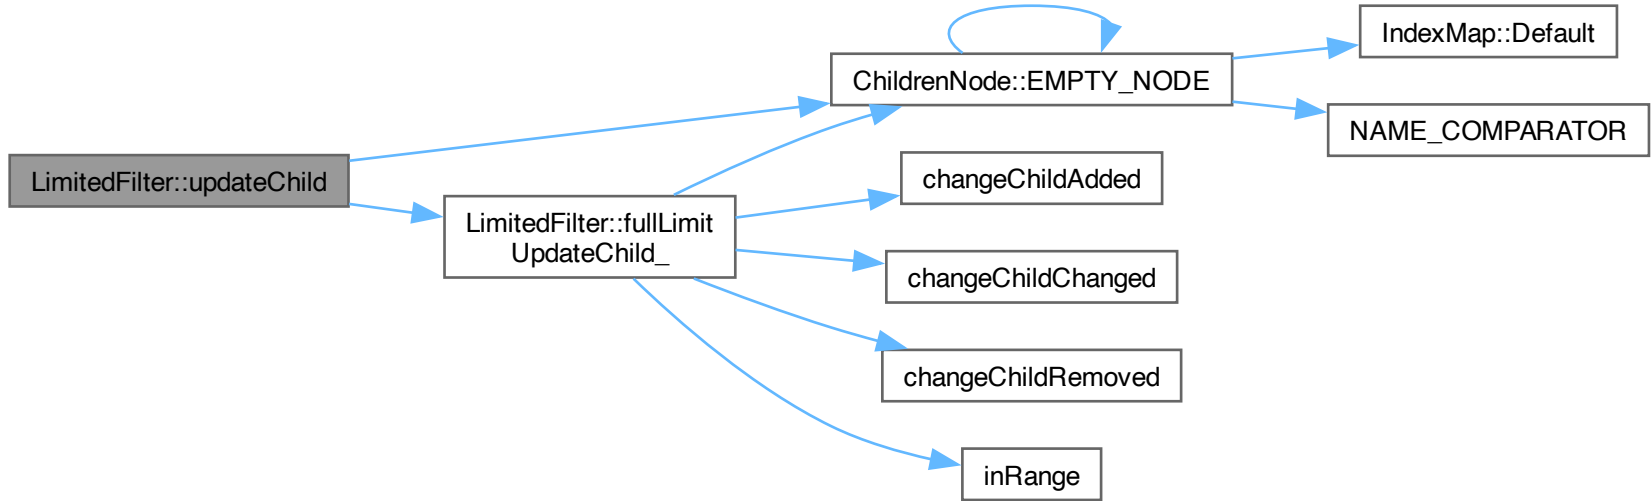 LimitedFilter::updateChild
LimitedFilter::fullLimit
UpdateChild_
ChildrenNode::EMPTY_NODE
IndexMap::Default
NAME_COMPARATOR
changeChildAdded
changeChildChanged
changeChildRemoved
inRange